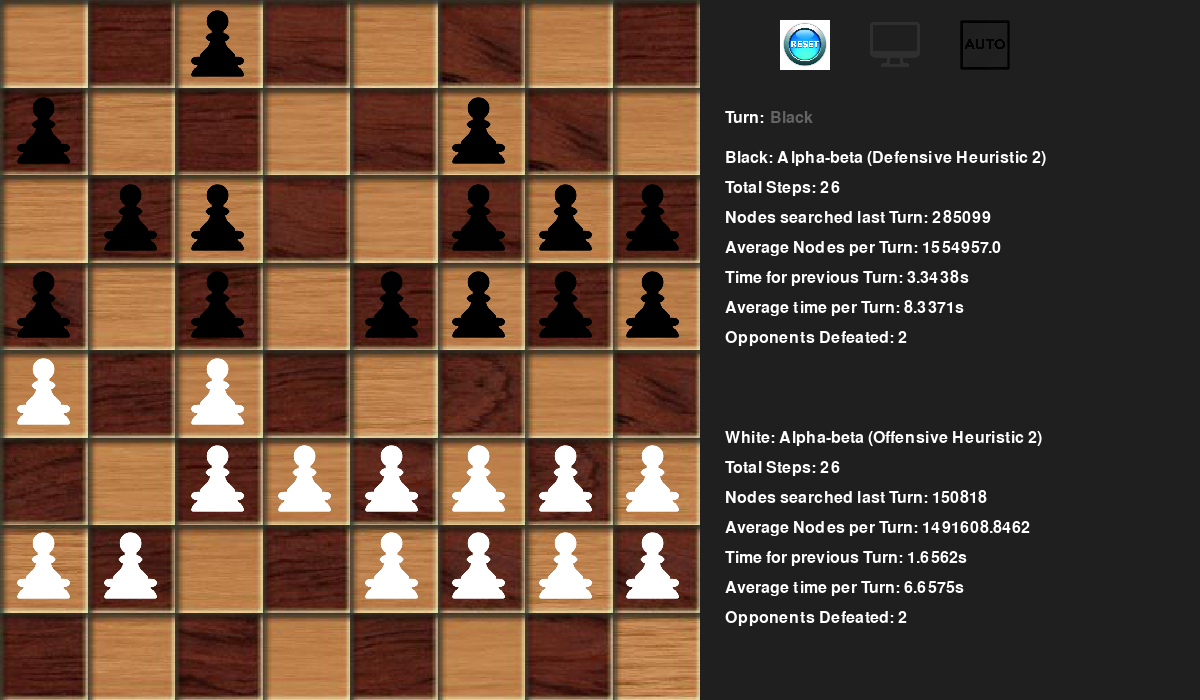 RESET
AUTO
Turn: Black
Black: Alpha-beta (Defensive Heuristic 2)
Total Steps: 26
Nodes searched last Turn: 285099
Average Nodes per Turn: 1554957.0
Time for previous Turn: 3.3438s
Average time per Turn: 8.3371s
Opponents Defeated: 2
White: Alpha-beta (Offensive Heuristic 2)
Total Steps: 26
Nodes searched last Turn: 150818
Average Nodes per Turn: 1491608.8462
Time for previous Turn: 1.6562s
Average time per Turn: 6.6575s
Opponents Defeated: 2